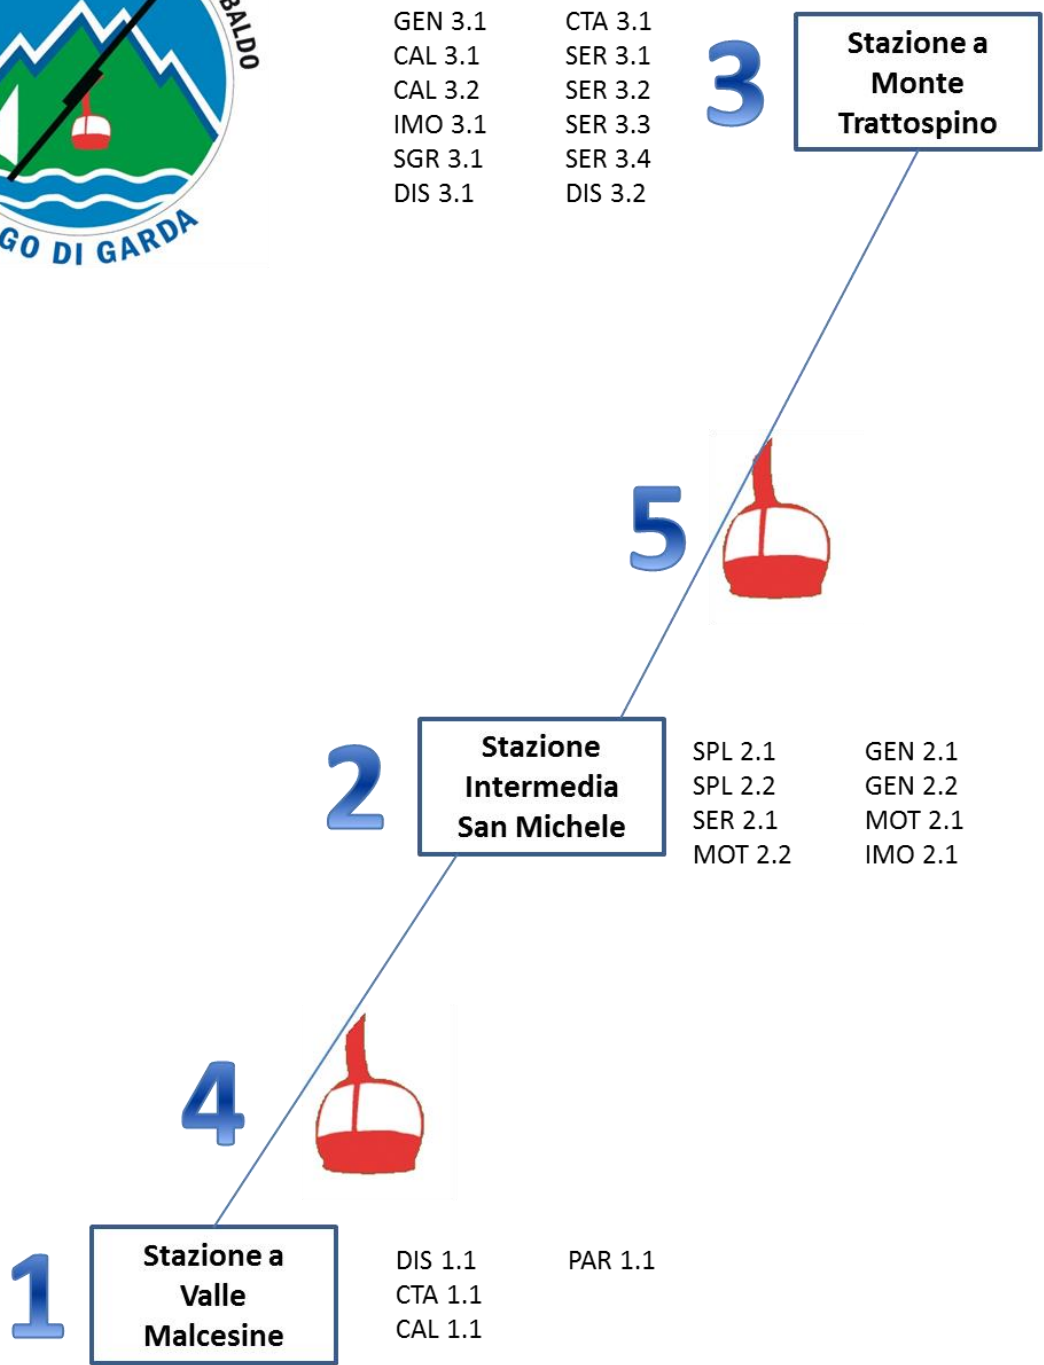 BALDO
GO DI GARDA
GEN 3.1
CAL 3.1
CAL 3.2
IMO 3.1
SGR 3.1
DIS 3.1
CTA 3.1
SER 3.1
SER 3.2
SER 3.3
SER 3.4
DIS 3.2
3
Stazione a
Monte
Trattospino
5
2
Stazione
Intermedia
San Michele
SPL 2.1
SPL 2.2
SER 2.1
MOT 2.2
GEN 2.1
GEN 2.2
MOT 2.1
IMO 2.1
4
1
Stazione a
Valle
Malcesine
DIS 1.1
CTA 1.1
CAL 1.1
PAR 1.1